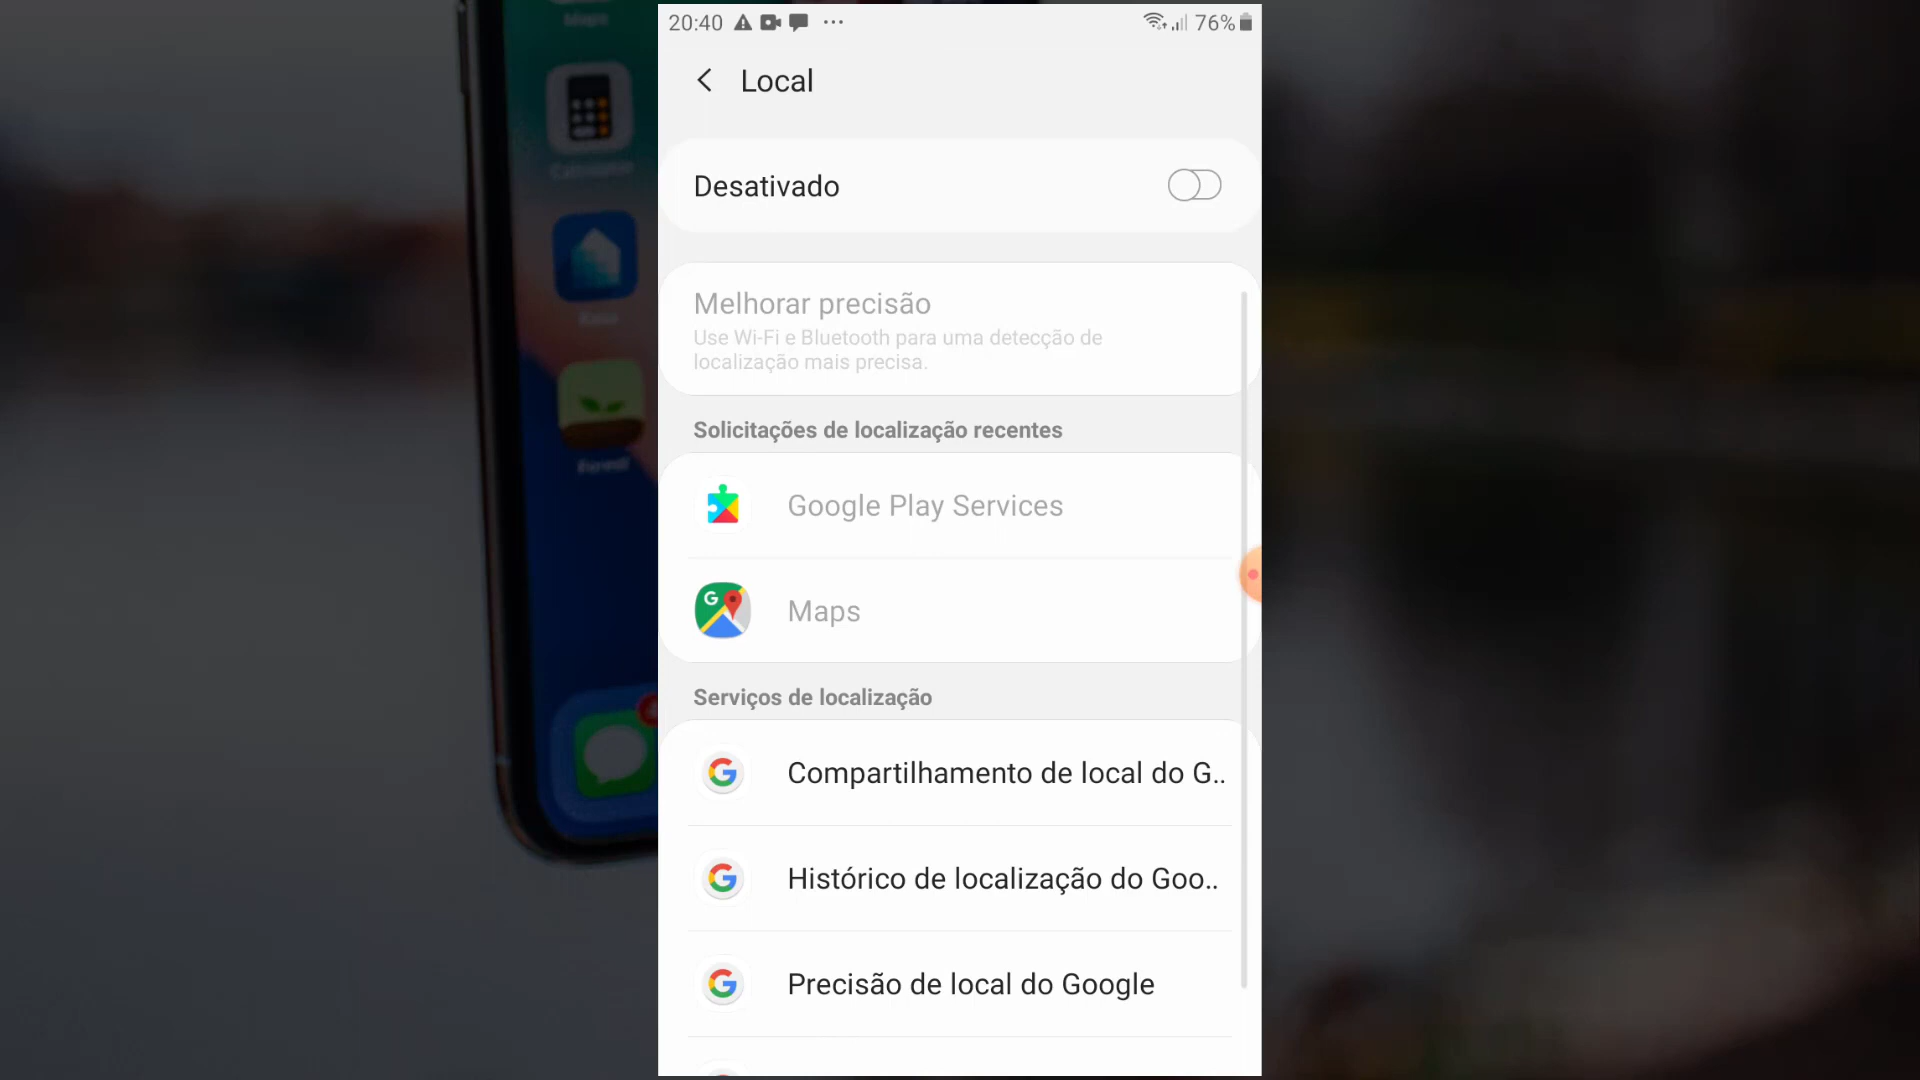 Maps
20:40
76%
Local
Desativado
Melhorar precisão
Use Wi-Fi e Bluetooth para uma detecção de
localização mais precisa.
Solicitações de localização recentes
Google Play Services
Maps
Serviços de localização
Compartilhamento de local do G..
Histórico de localização do Goo..
Precisão de local do Google